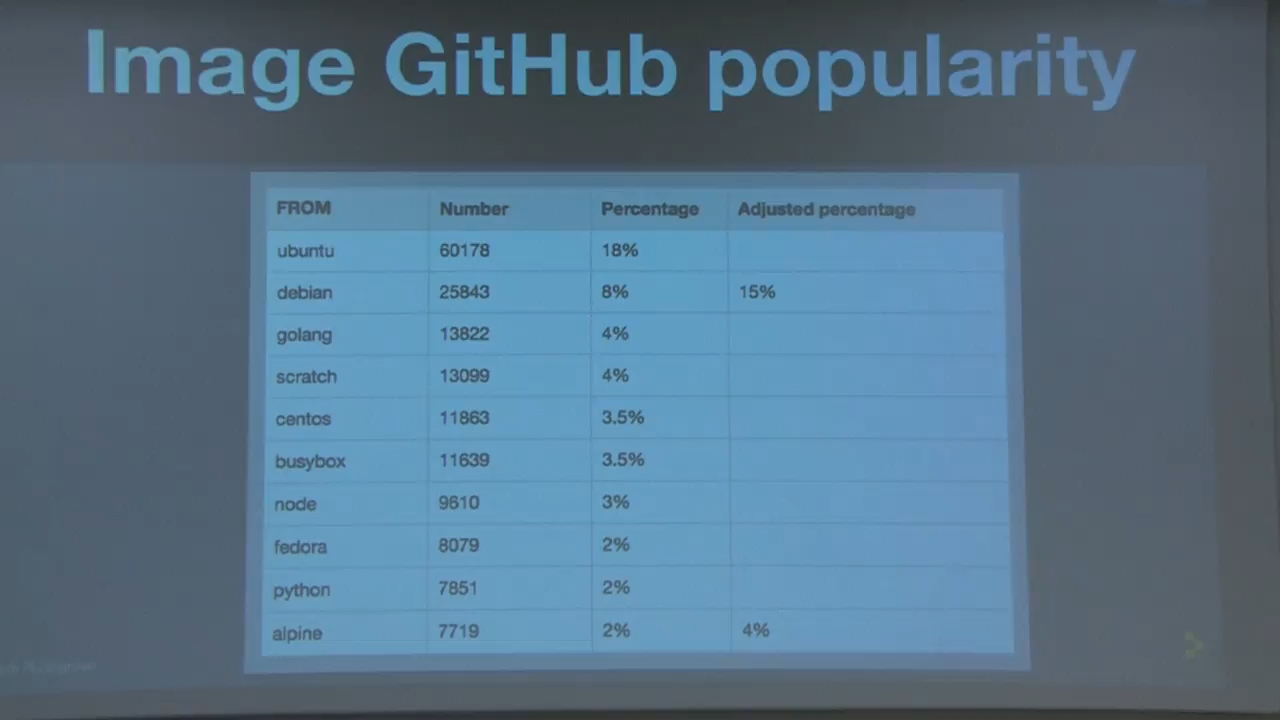 Image GitHub popularity
FROM Number Percentage Adjusted percentage
ubuntu 60178 18%
debian 25843 8% 15%
golang 13822 4%
scratch 13099 4%
centos 11863 3.5%
busybox 11639 3.5%
node 9610 3%
fedora 8079 2%
python 7851 2%
alpine 7719 2% 4%